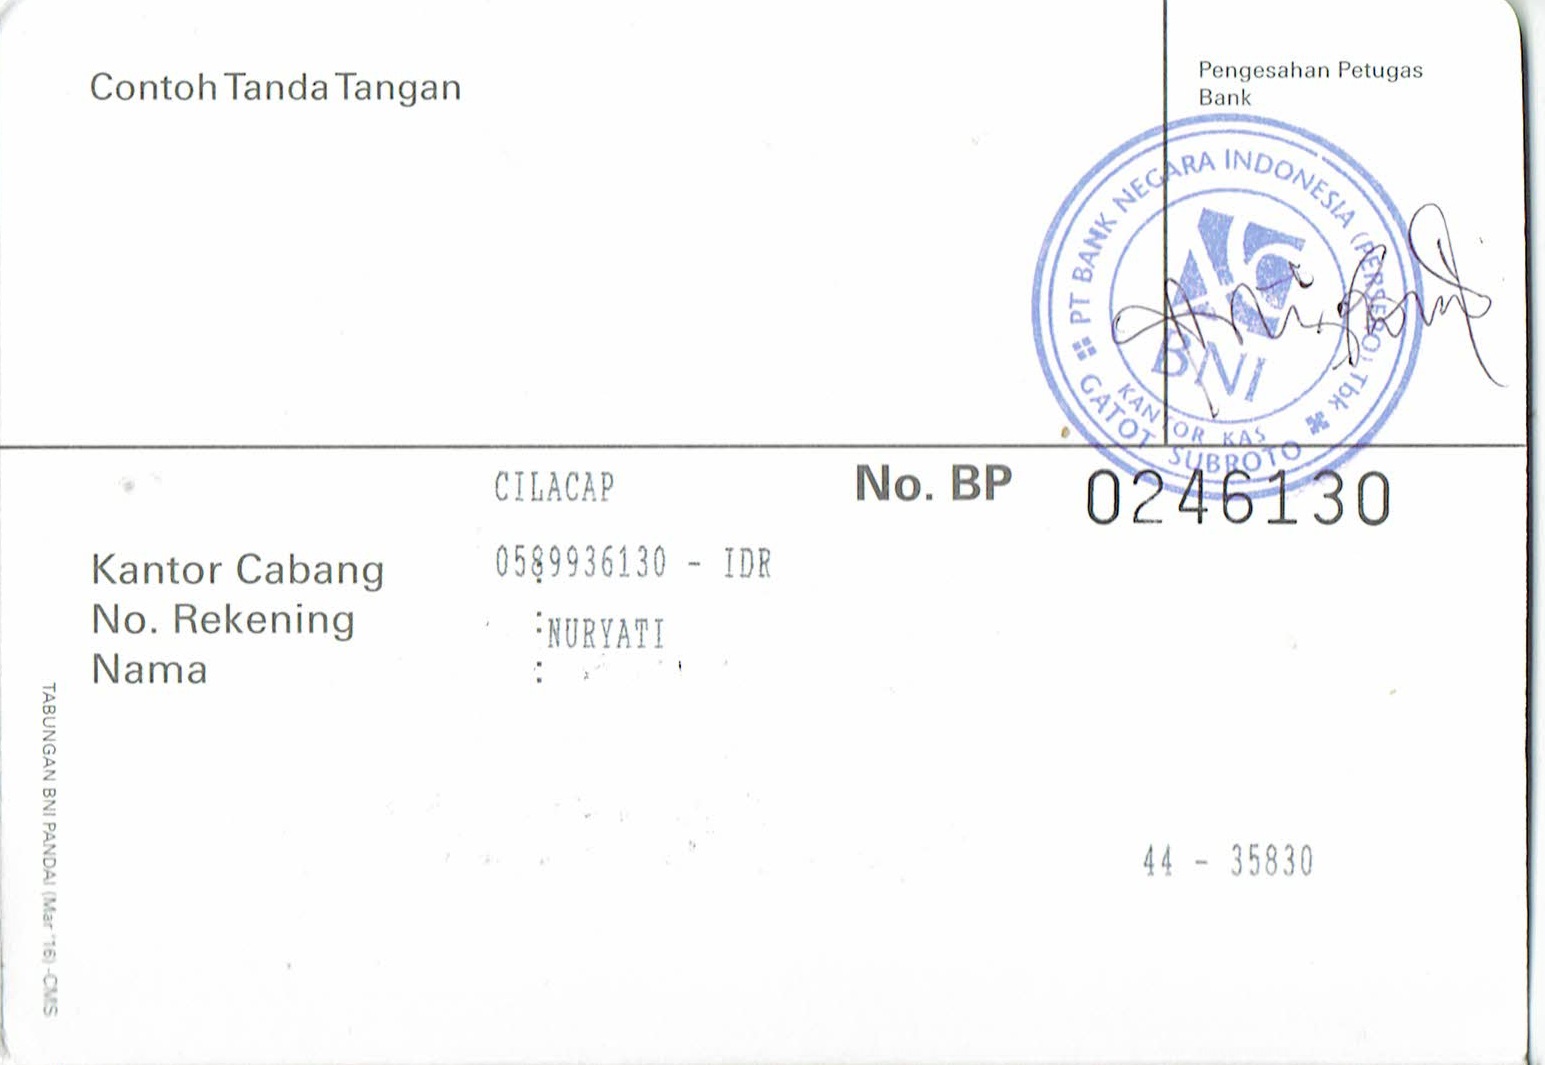 Contoh Tanda Tangan
Pengesahan Petugas
Bank
PT BANK NEGARA INDONESIA (PERSERO) Tbk
BNI
KANTOR KAS
GATOT SUBROTO
CILACAP
No. BP 0246130
Kantor Cabang : 0589936130 - IDR
No. Rekening : NURYATI
Nama :
44 - 35830
TABUNGAN BNI PANDAI (Mar '16) -CMS